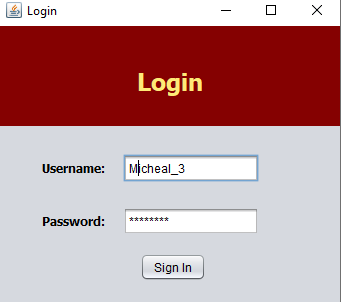 Login
Login
Username: Micheal_3
Password: ********
Sign In